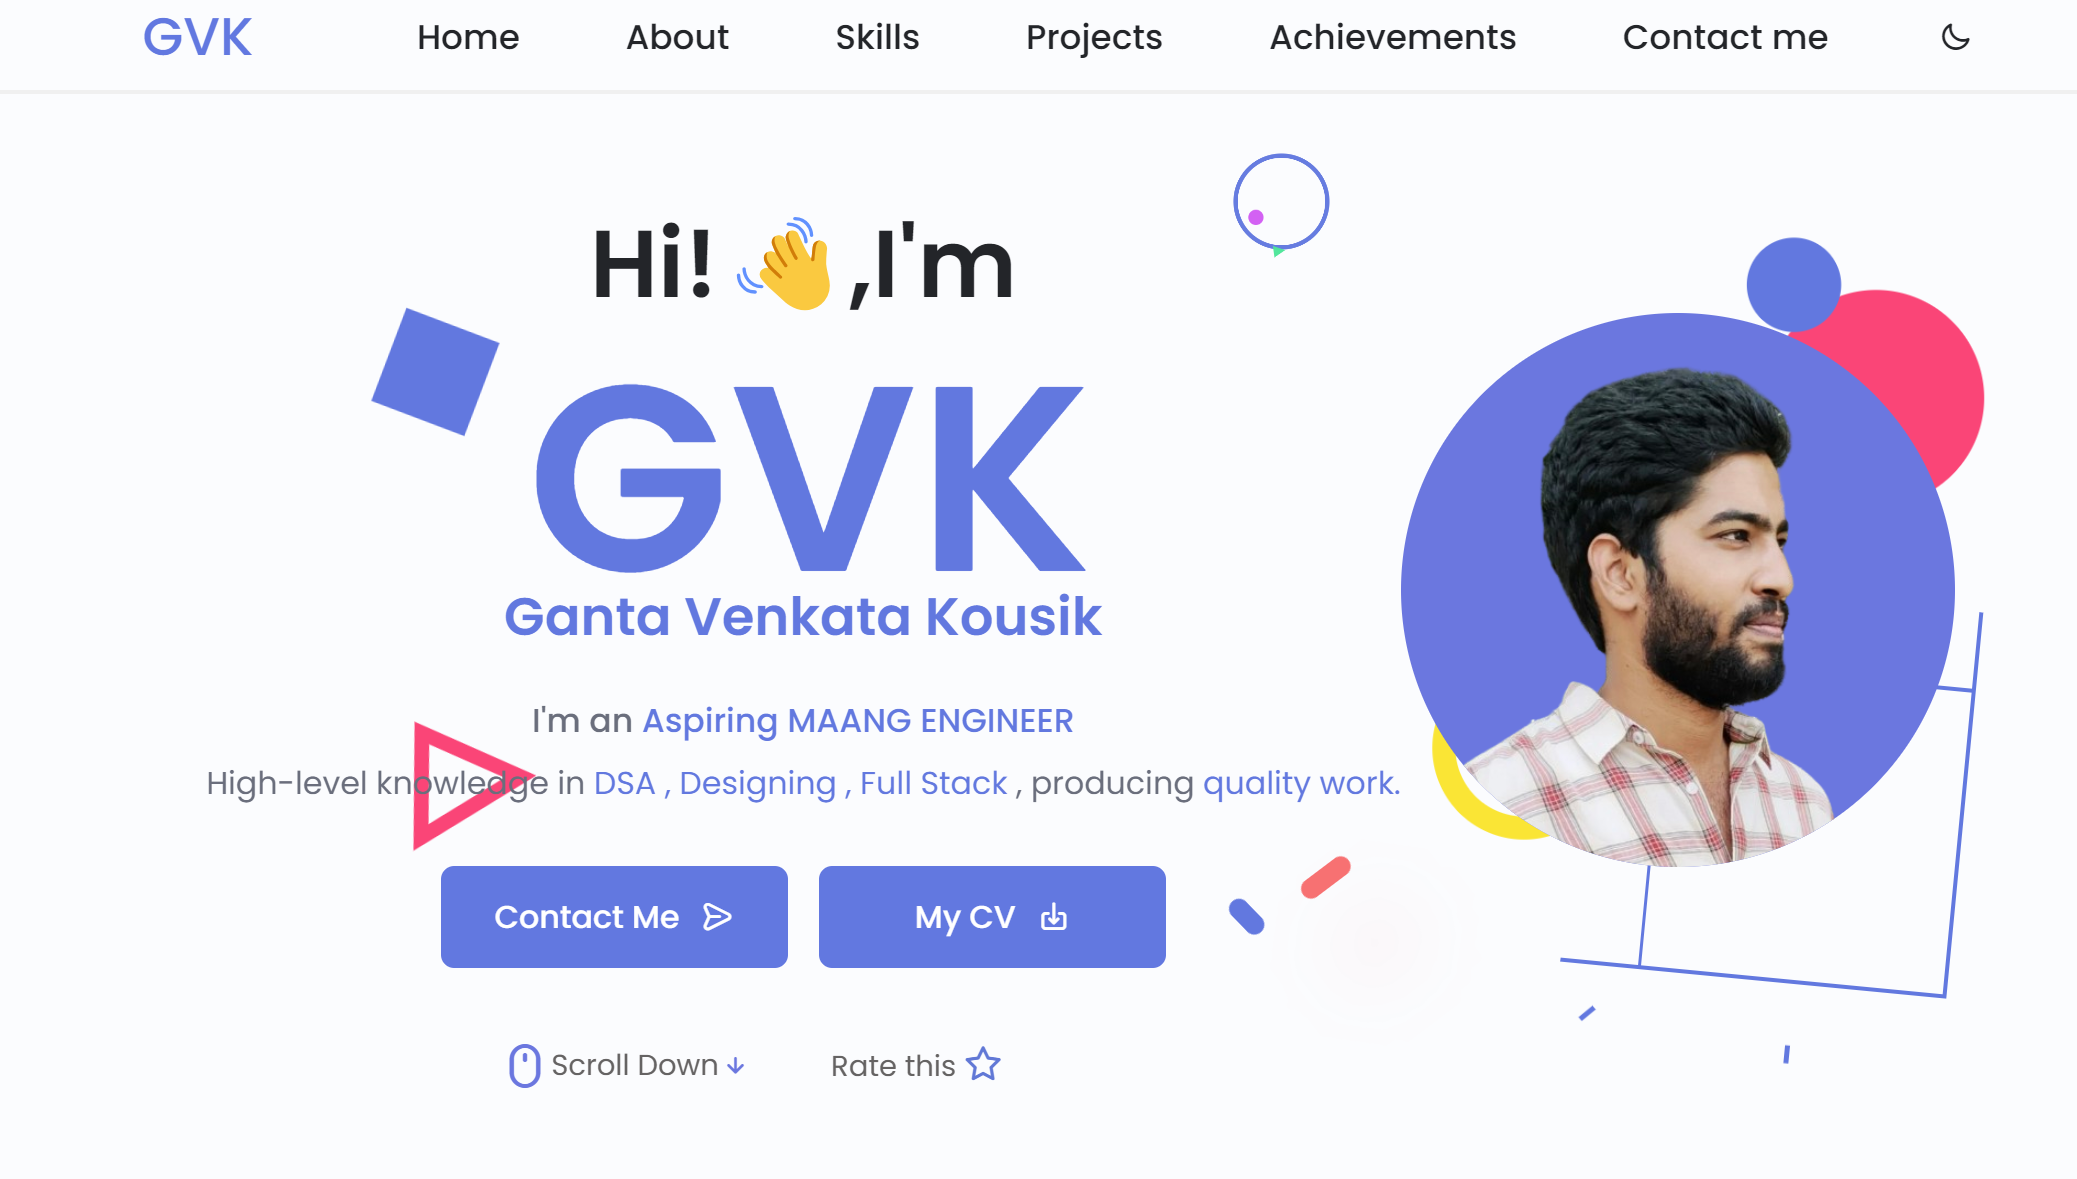 GVK
Home
About
Skills
Projects
Achievements
Contact me
Hi! 👋 ,I'm
GVK
Ganta Venkata Kousik
I'm an Aspiring MAANG ENGINEER
High-level knowledge in DSA , Designing , Full Stack , producing quality work.
Contact Me
My CV
Scroll Down
Rate this